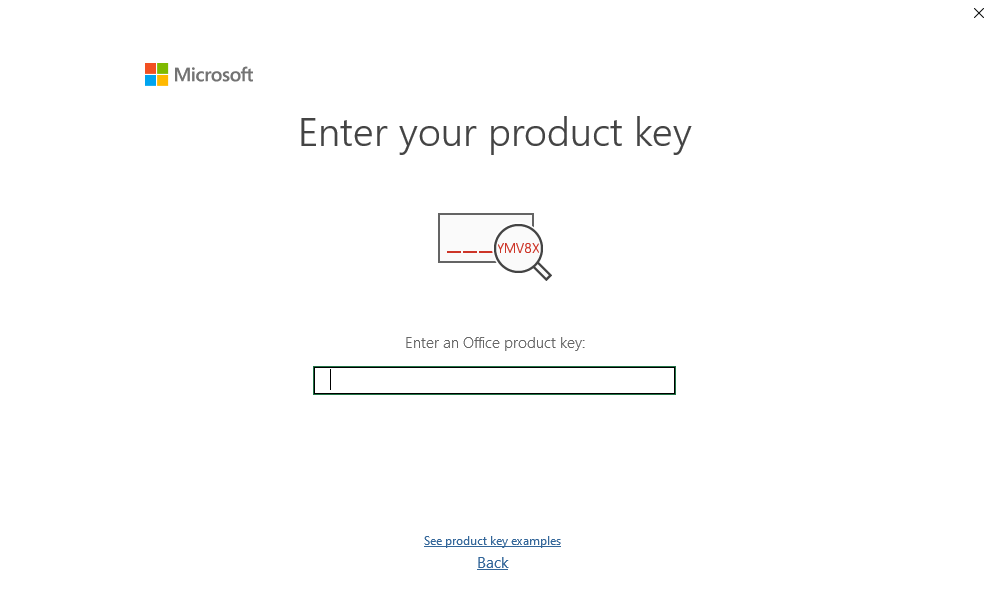 Microsoft
Enter your product key
YMV8X
Enter an Office product key:
See product key examples
Back